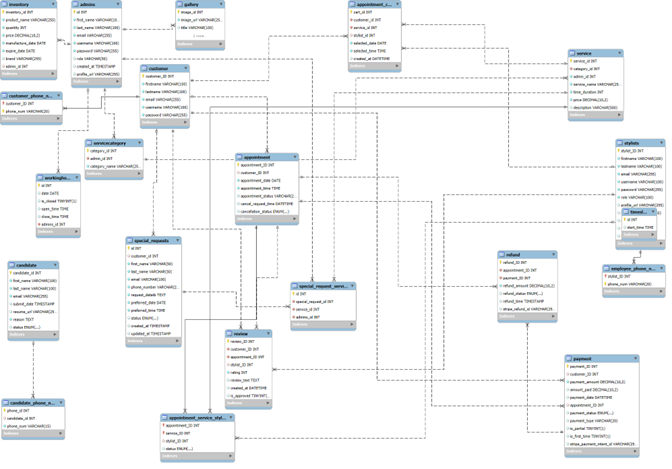 inventory
inventory_id INT
product_name VARCHAR(255)
quantity INT
price DECIMAL(10,2)
manufacture_date DATE
expire_date DATE
brand VARCHAR(255)
admin_id INT
Indexes
admins
id INT
first_name VARCHAR(10...
last_name VARCHAR(100)
email VARCHAR(255)
username VARCHAR(100)
password VARCHAR(255)
role VARCHAR(50)
created_at TIMESTAMP
profile_url VARCHAR(25...
Indexes
gallery
image_id INT
image_url VARCHAR(25...
title VARCHAR(100)
Indexes
appointment_c...
cart_id INT
customer_id INT
service_id INT
stylist_id INT
selected_date DATE
selected_time TIME
created_at DATETIME
Indexes
service
service_id INT
category_id INT
admin_id INT
service_name VARCHAR(25...
time_duration INT
price DECIMAL(10,2)
description VARCHAR(500)
Indexes
customer
customer_ID INT
firstname VARCHAR(100)
lastname VARCHAR(100)
email VARCHAR(255)
username VARCHAR(100)
password VARCHAR(255)
Indexes
customer_phone_n...
customer_ID INT
phone_num VARCHAR(20)
Indexes
servicecategory
category_id INT
admin_id INT
category_name VARCHAR(25...
Indexes
stylists
stylist_ID INT
firstname VARCHAR(100)
lastname VARCHAR(100)
email VARCHAR(255)
username VARCHAR(100)
password VARCHAR(255)
role VARCHAR(100)
profile_url VARCHAR(25...
timesl...
id INT
start_time TIME
Indexes
appointment
appointment_ID INT
customer_ID INT
appointment_date DATE
appointment_time TIME
appointment_status VARCHAR(2...
cancel_request_time DATETIME
cancellation_status ENUM(...)
Indexes
workingho...
id INT
date DATE
is_closed TINYINT(1)
open_time TIME
close_time TIME
admins_id INT
Indexes
special_requests
id INT
customer_id INT
first_name VARCHAR(50)
last_name VARCHAR(50)
email VARCHAR(100)
phone_number VARCHAR(2...
request_details TEXT
preferred_date DATE
preferred_time TIME
status ENUM(...)
created_at TIMESTAMP
updated_at TIMESTAMP
Indexes
refund
refund_ID INT
appointment_ID INT
payment_ID INT
refund_amount DECIMAL(10,2)
refund_status ENUM(...)
refund_time TIMESTAMP
stripe_refund_id VARCHAR(25...
Indexes
employee_phone_n...
stylist_ID INT
phone_num VARCHAR(20)
Indexes
candidate
candidate_id INT
first_name VARCHAR(100)
last_name VARCHAR(100)
email VARCHAR(255)
submit_date TIMESTAMP
resume_url VARCHAR(25...
reason TEXT
status ENUM(...)
Indexes
special_request_servi...
id INT
special_request_id INT
service_id INT
admins_id INT
Indexes
review
review_ID INT
customer_ID INT
appointment_ID INT
stylist_ID INT
rating INT
review_text TEXT
created_at DATETIME
is_approved TINYINT(1)
Indexes
payment
payment_ID INT
customer_ID INT
payment_amount DECIMAL(10,2)
amount_paid DECIMAL(10,2)
payment_date DATETIME
appointment_ID INT
payment_status ENUM(...)
payment_type VARCHAR(20)
is_partial TINYINT(1)
is_first_time TINYINT(1)
stripe_payment_intent_id VARCHAR(25...
Indexes
candidate_phone_n...
phone_id INT
candidate_id INT
phone_num VARCHAR(15)
Indexes
appointment_service_styl...
appointment_ID INT
service_ID INT
stylist_ID INT
status ENUM(...)
Indexes